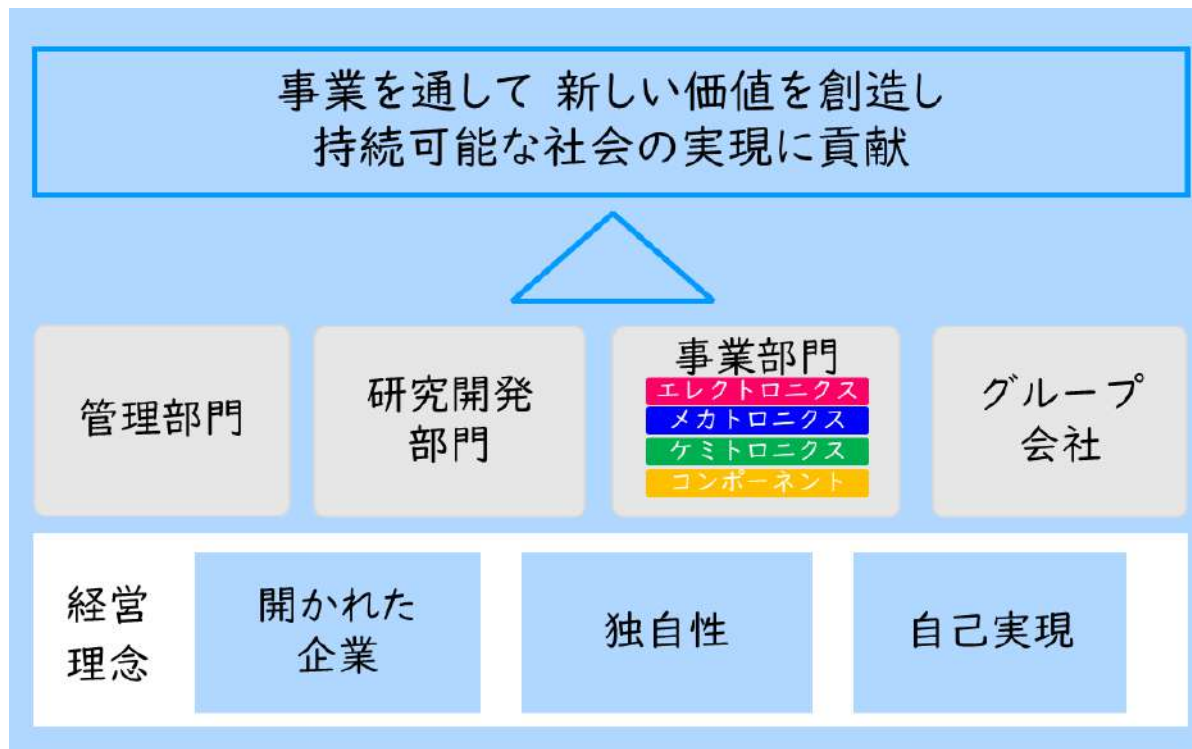 事業を通して 新しい価値を創造し
持続可能な社会の実現に貢献
管理部門
研究開発
部門
事業部門
エレクトロニクス
メカトロニクス
ケミトロニクス
コンポーネント
グループ
会社
経営
理念
開かれた
企業
独自性
自己実現